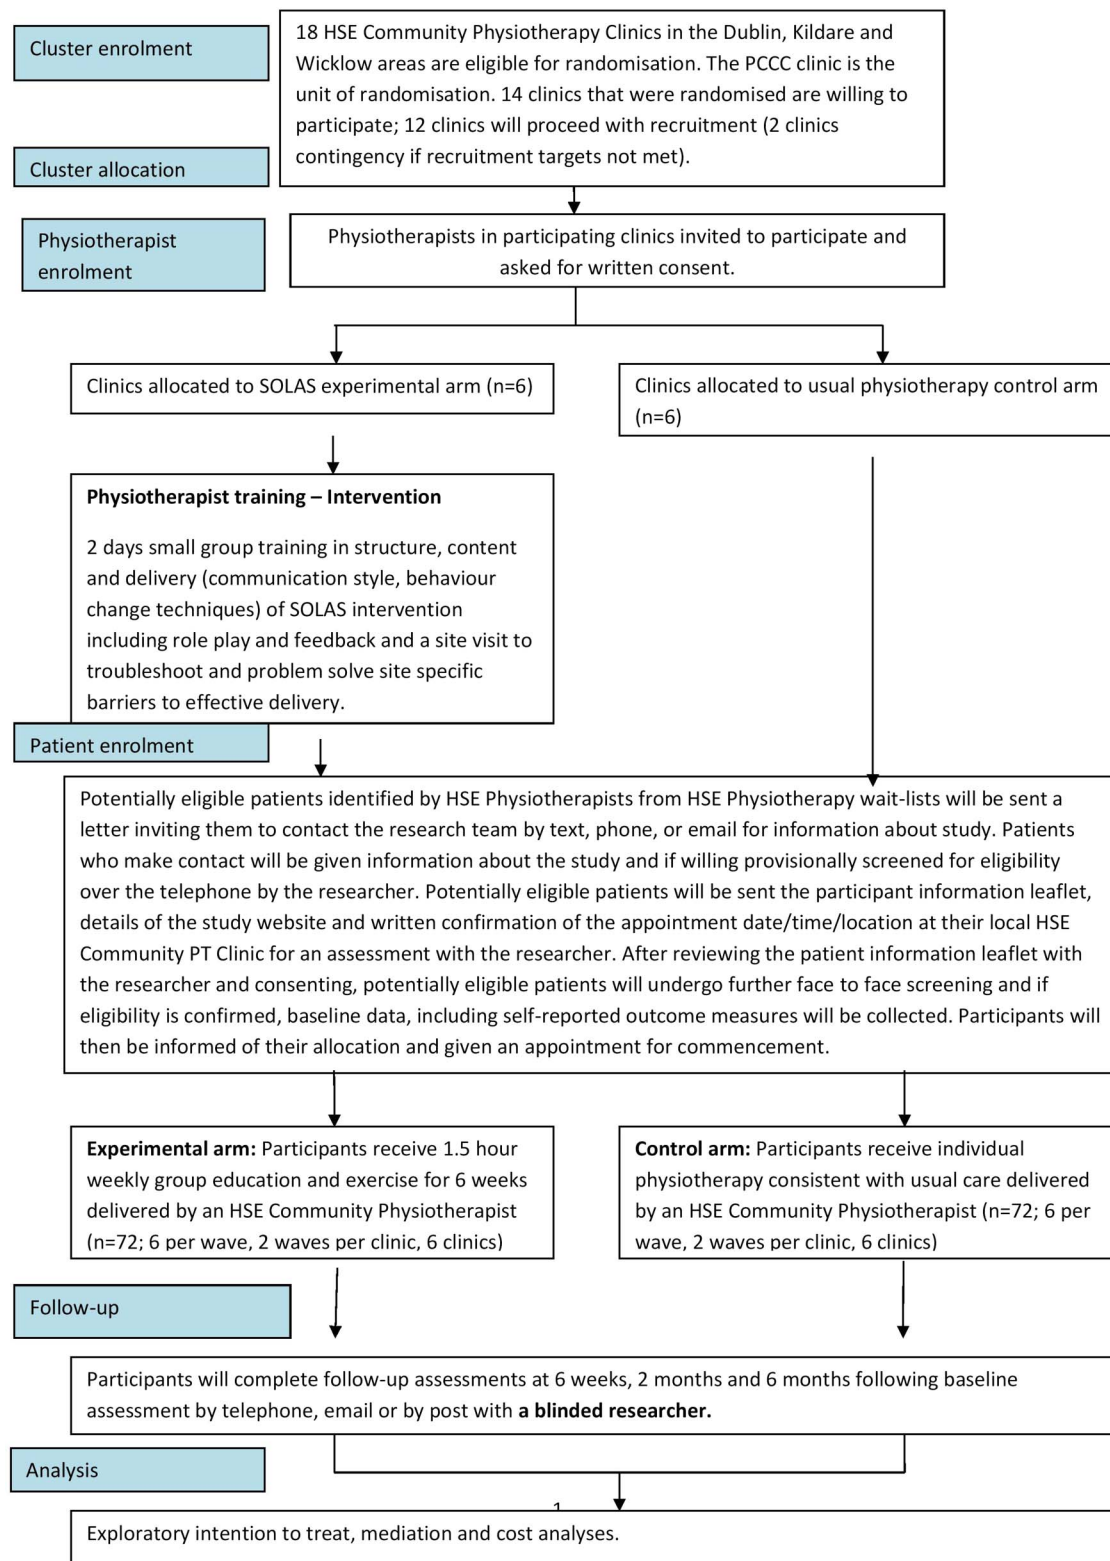 Cluster enrolment
18 HSE Community Physiotherapy Clinics in the Dublin, Kildare and
Wicklow areas are eligible for randomisation. The PCCC clinic is the
unit of randomisation. 14 clinics that were randomised are willing to
participate; 12 clinics will proceed with recruitment (2 clinics
contingency if recruitment targets not met).
Cluster allocation
Physiotherapist
enrolment
Physiotherapists in participating clinics invited to participate and
asked for written consent.
Clinics allocated to SOLAS experimental arm (n=6)
Clinics allocated to usual physiotherapy control arm
(n=6)
Physiotherapist training – Intervention
2 days small group training in structure, content
and delivery (communication style, behaviour
change techniques) of SOLAS intervention
including role play and feedback and a site visit to
troubleshoot and problem solve site specific
barriers to effective delivery.
Patient enrolment
Potentially eligible patients identified by HSE Physiotherapists from HSE Physiotherapy wait-lists will be sent a
letter inviting them to contact the research team by text, phone, or email for information about study. Patients
who make contact will be given information about the study and if willing provisionally screened for eligibility
over the telephone by the researcher. Potentially eligible patients will be sent the participant information leaflet,
details of the study website and written confirmation of the appointment date/time/location at their local HSE
Community PT Clinic for an assessment with the researcher. After reviewing the patient information leaflet with
the researcher and consenting, potentially eligible patients will undergo further face to face screening and if
eligibility is confirmed, baseline data, including self-reported outcome measures will be collected. Participants will
then be informed of their allocation and given an appointment for commencement.
Experimental arm: Participants receive 1.5 hour
weekly group education and exercise for 6 weeks
delivered by an HSE Community Physiotherapist
(n=72; 6 per wave, 2 waves per clinic, 6 clinics)
Control arm: Participants receive individual
physiotherapy consistent with usual care delivered
by an HSE Community Physiotherapist (n=72; 6 per
wave, 2 waves per clinic, 6 clinics)
Follow-up
Participants will complete follow-up assessments at 6 weeks, 2 months and 6 months following baseline
assessment by telephone, email or by post with a blinded researcher.
Analysis
1
Exploratory intention to treat, mediation and cost analyses.